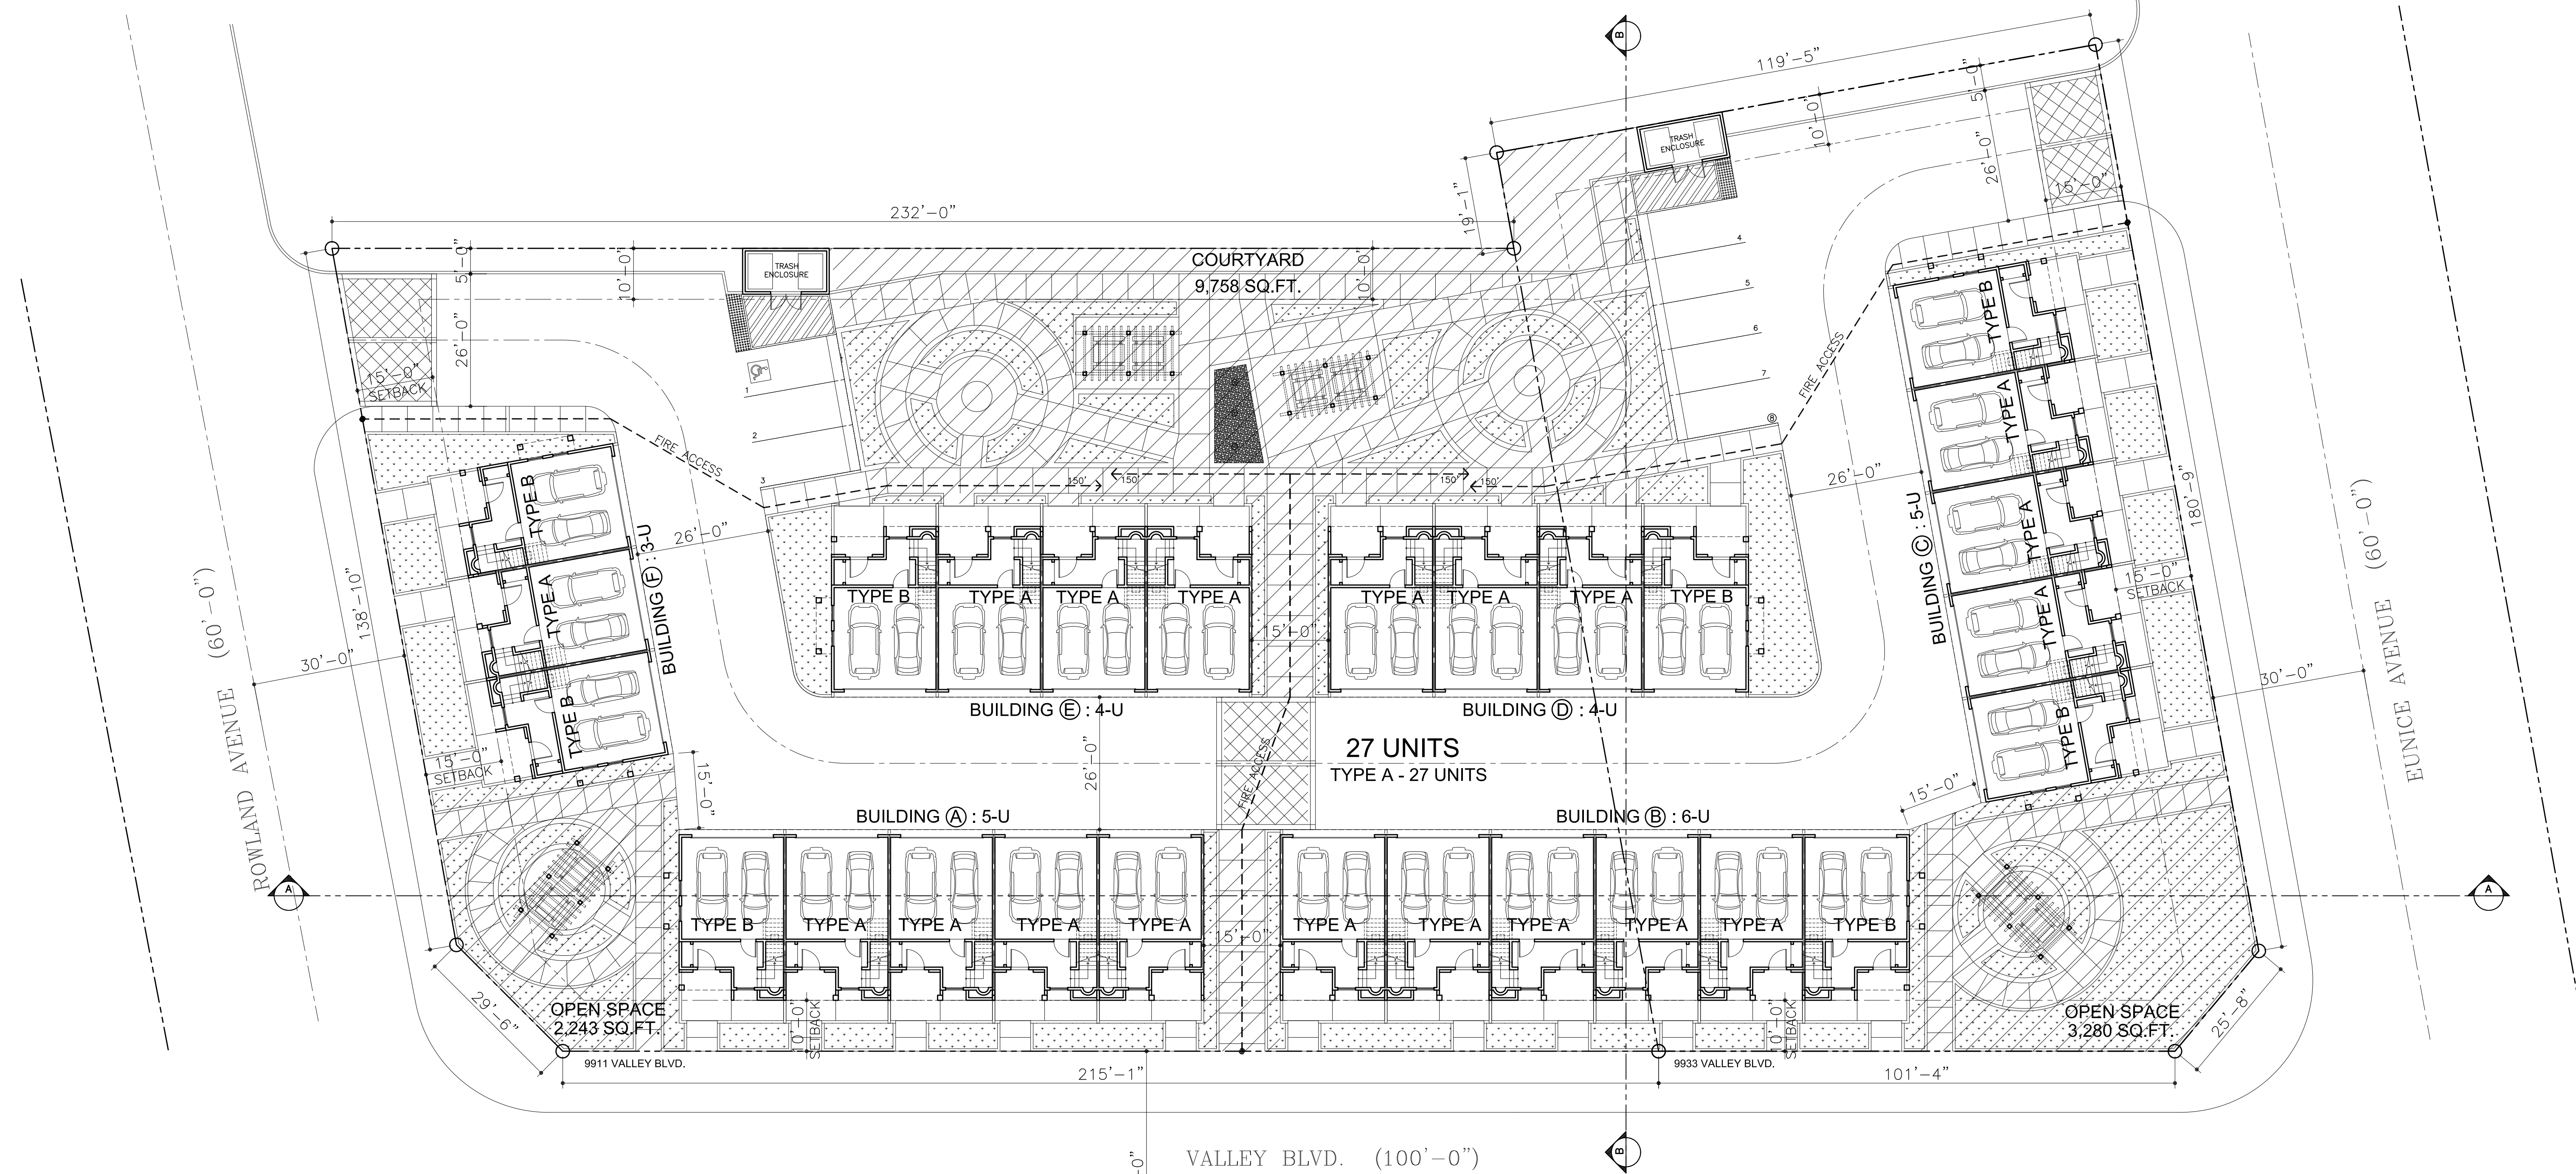 B
119'-5"
5'-0"
10'-0"
TRASH
ENCLOSURE
26'-0"
15'-0"
19'-1"
232'-0"
5'-0"
10'-0"
TRASH
ENCLOSURE
COURTYARD
9,758 SQ.FT.
10'-0"
26'-0"
15'-0"
SETBACK
1
2
3
4
5
6
7
8
FIRE ACCESS
FIRE ACCESS
150'
150'
150'
150'
TYPE B
TYPE A
TYPE B
BUILDING F : 3-U
26'-0"
138'-10"
ROWLAND AVENUE (60'-0")
30'-0"
15'-0"
SETBACK
15'-0"
TYPE B
TYPE A
TYPE A
TYPE A
15'-0"
TYPE A
TYPE A
TYPE A
TYPE B
BUILDING E : 4-U
BUILDING D : 4-U
26'-0"
TYPE B
TYPE A
TYPE A
TYPE A
TYPE B
BUILDING C : 5-U
15'-0"
SETBACK
180'-9"
30'-0"
EUNICE AVENUE (60'-0")
15'-0"
26'-0"
FIRE ACCESS
27 UNITS
TYPE A - 27 UNITS
BUILDING A : 5-U
BUILDING B : 6-U
A
A
TYPE B
TYPE A
TYPE A
TYPE A
TYPE A
15'-0"
TYPE A
TYPE A
TYPE A
TYPE A
TYPE A
TYPE B
29'-6"
OPEN SPACE
2,243 SQ.FT.
10'-0"
SETBACK
10'-0"
SETBACK
OPEN SPACE
3,280 SQ.FT.
25'-8"
9911 VALLEY BLVD.
9933 VALLEY BLVD.
215'-1"
101'-4"
VALLEY BLVD. (100'-0")
B